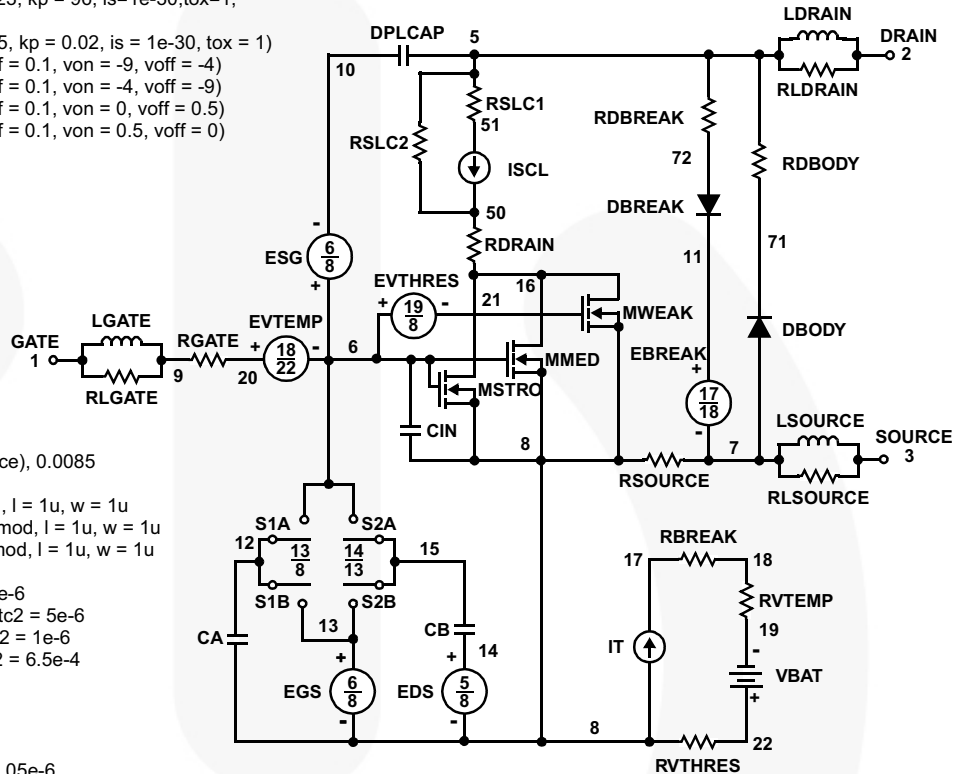 25, kp = 96, is=1e-30,tox=1,
5, kp = 0.02, is = 1e-30, tox = 1)
f = 0.1, von = -9, voff = -4)
f = 0.1, von = -4, voff = -9)
f = 0.1, von = 0, voff = 0.5)
f = 0.1, von = 0.5, voff = 0)
LDRAIN
DPLCAP 5 DRAIN
10 2
RSLC1 RLDRAIN
51 RDBREAK
RSLC2 72 RDBODY
ISCL
50 DBREAK
- RDRAIN 71
ESG 6/8 EVTHRES 11
+ + 19/8 - 21 16 MWEAK
LGATE EVTEMP DBODY
GATE RGATE + 18/22 - 6 MMED EBREAK
1 9 20 MSTRO +
RLGATE 17/18 LSOURCE
CIN - SOURCE
8 7 3
RSOURCE RLSOURCE
ce), 0.0085
, l = 1u, w = 1u
mod, l = 1u, w = 1u
nod, l = 1u, w = 1u
e-6
tc2 = 5e-6
2 = 1e-6
2 = 6.5e-4
S1A S2A RBREAK
12 13/8 14/13 15 17 18
S1B S2B RVTEMP
13 CB 19
CA 14 IT -
+ + VBAT
EGS 6/8 EDS 5/8 +
- - 8 22
RVTHRES
.05e-6